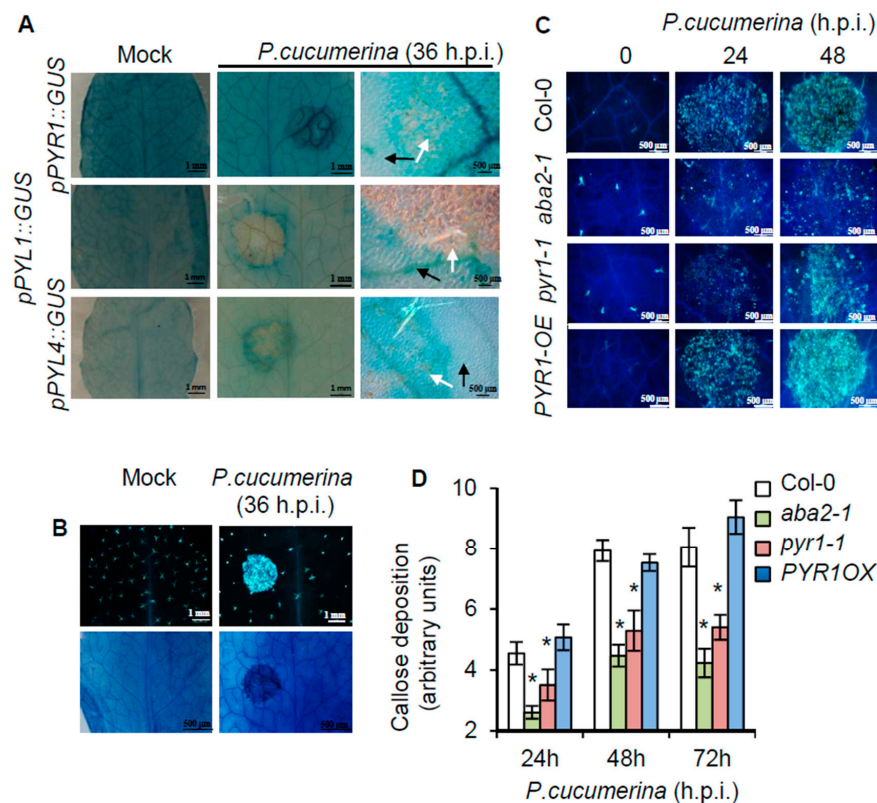 A
Mock
P.cucumerina (36 h.p.i.)
pPYR1::GUS
1 mm
1 mm
500 µm
pPYL1::GUS
1 mm
1 mm
500 µm
pPYL4::GUS
1 mm
1 mm
500 µm
C
P.cucumerina (h.p.i.)
0
24
48
Col-0
500 µm
500 µm
500 µm
aba2-1
500 µm
500 µm
500 µm
pyr1-1
500 µm
500 µm
500 µm
PYR1-OE
500 µm
500 µm
500 µm
B
Mock
P.cucumerina
(36 h.p.i.)
1 mm
1 mm
500 µm
500 µm
D
Callose deposition
(arbitrary units)
10
8
6
4
2
* * * * * *
24h
48h
72h
P.cucumerina (h.p.i.)
Col-0
aba2-1
pyr1-1
PYR1OX